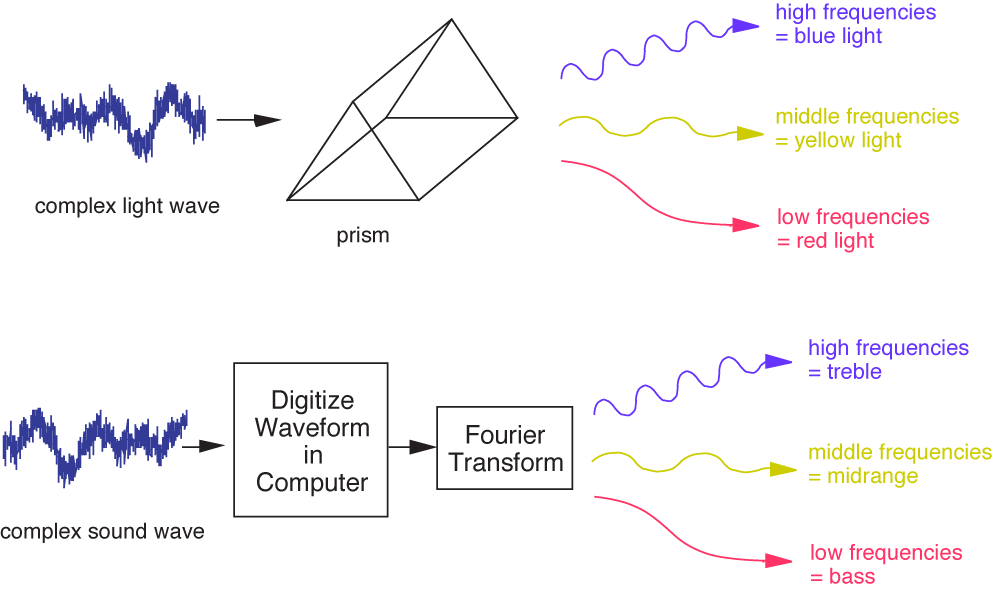 high frequencies
= blue light
middle frequencies
= yellow light
complex light wave
prism
low frequencies
= red light
high frequencies
= treble
Digitize
Waveform
in
Computer
Fourier
Transform
middle frequencies
= midrange
complex sound wave
low frequencies
= bass